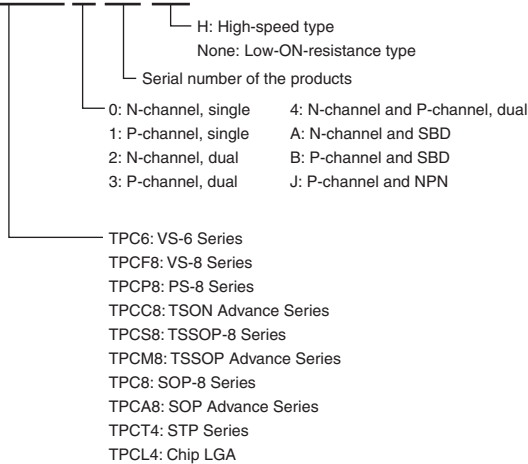 H: High-speed type
None: Low-ON-resistance type
Serial number of the products
0: N-channel, single 4: N-channel and P-channel, dual
1: P-channel, single A: N-channel and SBD
2: N-channel, dual B: P-channel and SBD
3: P-channel, dual J: P-channel and NPN
TPC6: VS-6 Series
TPCF8: VS-8 Series
TPCP8: PS-8 Series
TPCC8: TSON Advance Series
TPCS8: TSSOP-8 Series
TPCM8: TSSOP Advance Series
TPC8: SOP-8 Series
TPCA8: SOP Advance Series
TPCT4: STP Series
TPCL4: Chip LGA